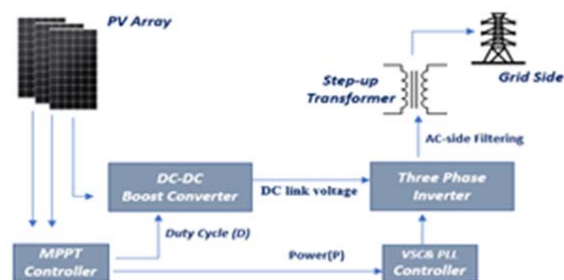 PV Array
Step-up
Transformer
Grid Side
AC-side Filtering
DC-DC
Boost Converter
DC link voltage
Three Phase
Inverter
Duty Cycle (D)
MPPT
Controller
Power(P)
VSC& PLL
Controller